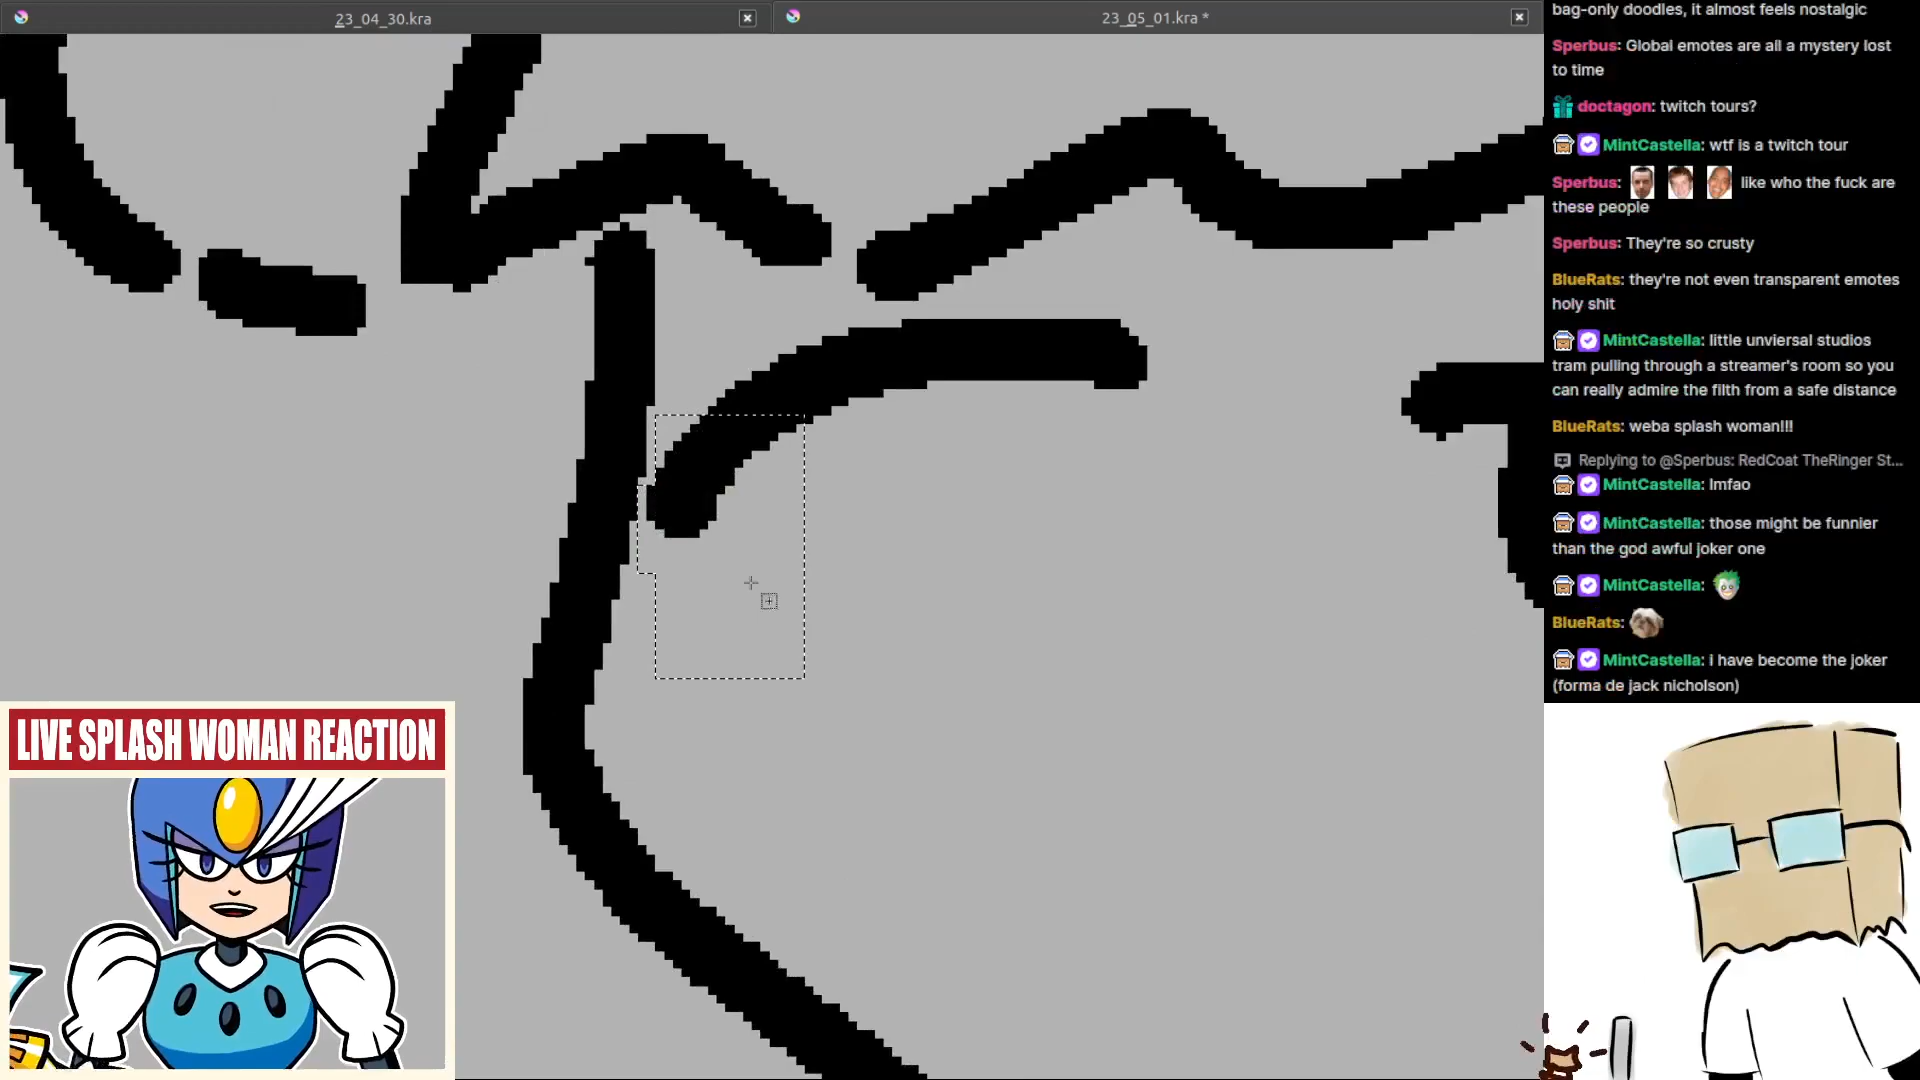 23_04_30.kra
23_05_01.kra *
bag-only doodles, it almost feels nostalgic
Sperbus: Global emotes are all a mystery lost
to time
doctagon: twitch tours?
MintCastella: wtf is a twitch tour
Sperbus: like who the fuck are
these people
Sperbus: They're so crusty
BlueRats: they're not even transparent emotes
holy shit
MintCastella: little unviersal studios
tram pulling through a streamer's room so you
can really admire the filth from a safe distance
BlueRats: weba splash woman!!!
Replying to @Sperbus: RedCoat TheRinger St...
MintCastella: lmfao
MintCastella: those might be funnier
than the god awful joker one
MintCastella:
BlueRats:
MintCastella: i have become the joker
(forma de jack nicholson)
LIVE SPLASH WOMAN REACTION